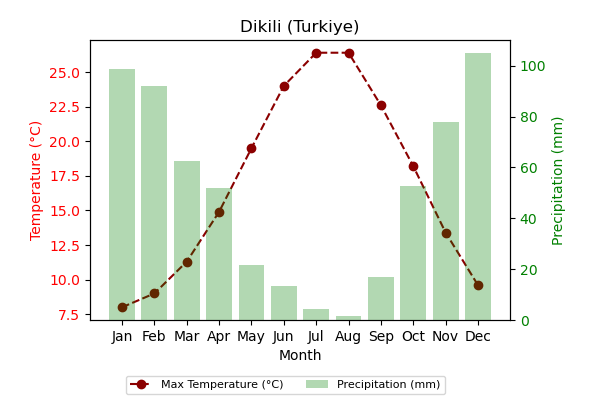 Dikili (Turkiye)
Temperature (°C)
25.0
22.5
20.0
17.5
15.0
12.5
10.0
7.5
100
80
60
40
20
0
Precipitation (mm)
Jan Feb Mar Apr May Jun Jul Aug Sep Oct Nov Dec
Month
Max Temperature (°C) Precipitation (mm)